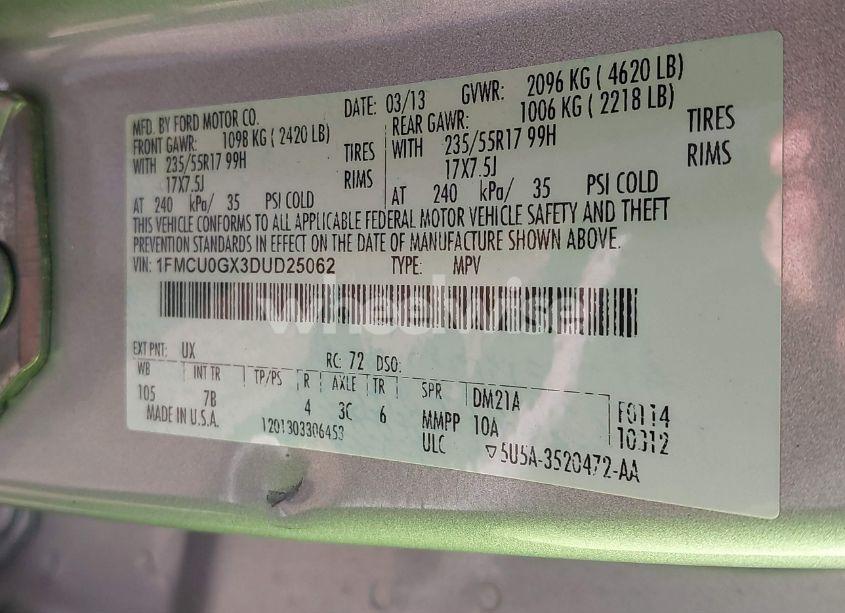 MFD. BY FORD MOTOR CO. DATE: 03/13 GVWR: 2096 KG ( 4620 LB)
FRONT GAWR: 1098 KG ( 2420 LB) REAR GAWR: 1006 KG ( 2218 LB)
WITH 235/55R17 99H TIRES WITH 235/55R17 99H TIRES
17X7.5J RIMS 17X7.5J RIMS
AT 240 kPa/ 35 PSI COLD AT 240 kPa/ 35 PSI COLD
THIS VEHICLE CONFORMS TO ALL APPLICABLE FEDERAL MOTOR VEHICLE SAFETY AND THEFT
PREVENTION STANDARDS IN EFFECT ON THE DATE OF MANUFACTURE SHOWN ABOVE.
VIN: 1FMCU0GX3DUD25062 TYPE: MPV
wheelwise
EXT PNT: UX RC: 72 DSO:
WB INT TR TP/PS R AXLE TR SPR DM21A
105 7B 4 3C 6 MMPP 10A F0114
MADE IN U.S.A. 1201303306453 ULC 10312
▽5U5A-3520472-AA